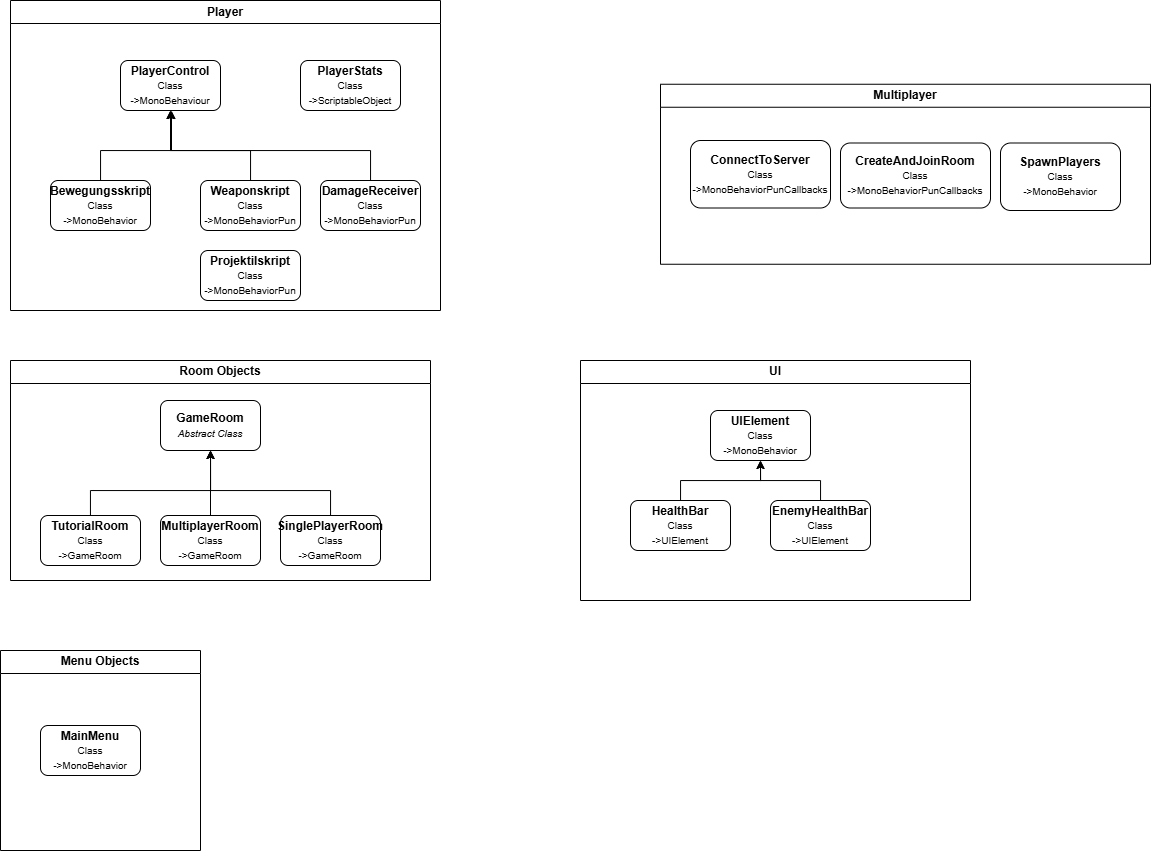 Player
PlayerControl
Class
->MonoBehaviour
PlayerStats
Class
->ScriptableObject
Bewegungsskript
Class
->MonoBehavior
Weaponskript
Class
->MonoBehaviorPun
DamageReceiver
Class
->MonoBehaviorPun
Projektilskript
Class
->MonoBehaviorPun
Multiplayer
ConnectToServer
Class
->MonoBehaviorPunCallbacks
CreateAndJoinRoom
Class
->MonoBehaviorPunCallbacks
SpawnPlayers
Class
->MonoBehavior
Room Objects
GameRoom
Abstract Class
TutorialRoom
Class
->GameRoom
MultiplayerRoom
Class
->GameRoom
SinglePlayerRoom
Class
->GameRoom
UI
UIElement
Class
->MonoBehavior
HealthBar
Class
->UIElement
EnemyHealthBar
Class
->UIElement
Menu Objects
MainMenu
Class
->MonoBehavior